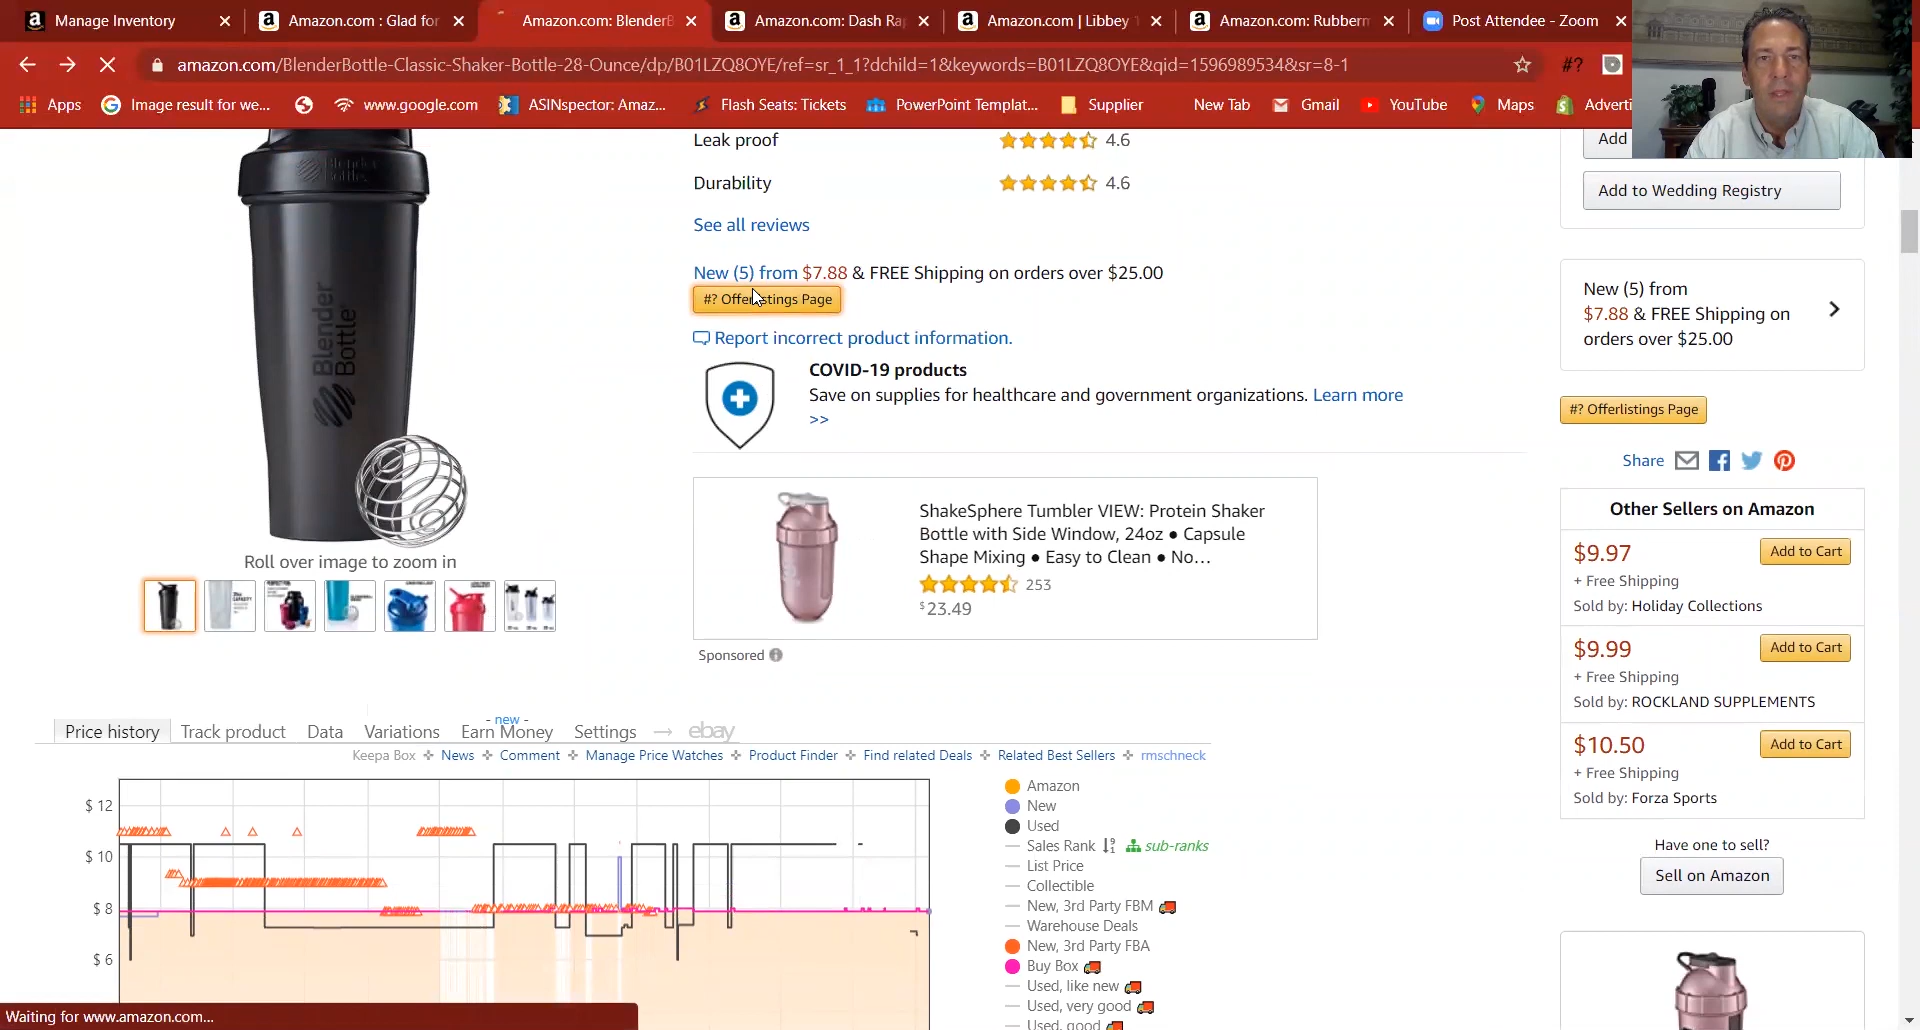 Manage Inventory
Amazon.com : Glad for
Amazon.com: BlenderB
Amazon.com: Dash Ra
Amazon.com | Libbey
Amazon.com: Rubberm
Post Attendee - Zoom
amazon.com/BlenderBottle-Classic-Shaker-Bottle-28-Ounce/dp/B01LZQ8OYE/ref=sr_1_1?dchild=1&keywords=B01LZQ8OYE&qid=1596989534&sr=8-1
#?
Apps
Image result for we...
www.google.com
ASINspector: Amaz...
Flash Seats: Tickets
PowerPoint Templat...
Supplier
New Tab
Gmail
YouTube
Maps
Adverti
Blender Bottle
Blender Bottle
Roll over image to zoom in
Leak proof 4.6
Durability 4.6
See all reviews
New (5) from $7.88 & FREE Shipping on orders over $25.00
#? Offerlistings Page
Report incorrect product information.
COVID-19 products
Save on supplies for healthcare and government organizations. Learn more
>>
ShakeSphere Tumbler VIEW: Protein Shaker
Bottle with Side Window, 24oz ● Capsule
Shape Mixing ● Easy to Clean ● No...
253
$23.49
Sponsored
Add
Add to Wedding Registry
New (5) from
$7.88 & FREE Shipping on
orders over $25.00
#? Offerlistings Page
Share
Other Sellers on Amazon
$9.97 Add to Cart
+ Free Shipping
Sold by: Holiday Collections
$9.99 Add to Cart
+ Free Shipping
Sold by: ROCKLAND SUPPLEMENTS
$10.50 Add to Cart
+ Free Shipping
Sold by: Forza Sports
Have one to sell?
Sell on Amazon
- new -
Price history Track product Data Variations Earn Money Settings → ebay
Keepa Box News Comment Manage Price Watches Product Finder Find related Deals Related Best Sellers rmschneck
$ 12
$ 10
$ 8
$ 6
Amazon
New
Used
Sales Rank sub-ranks
List Price
Collectible
New, 3rd Party FBM
Warehouse Deals
New, 3rd Party FBA
Buy Box
Used, like new
Used, very good
Used, good
Waiting for www.amazon.com...